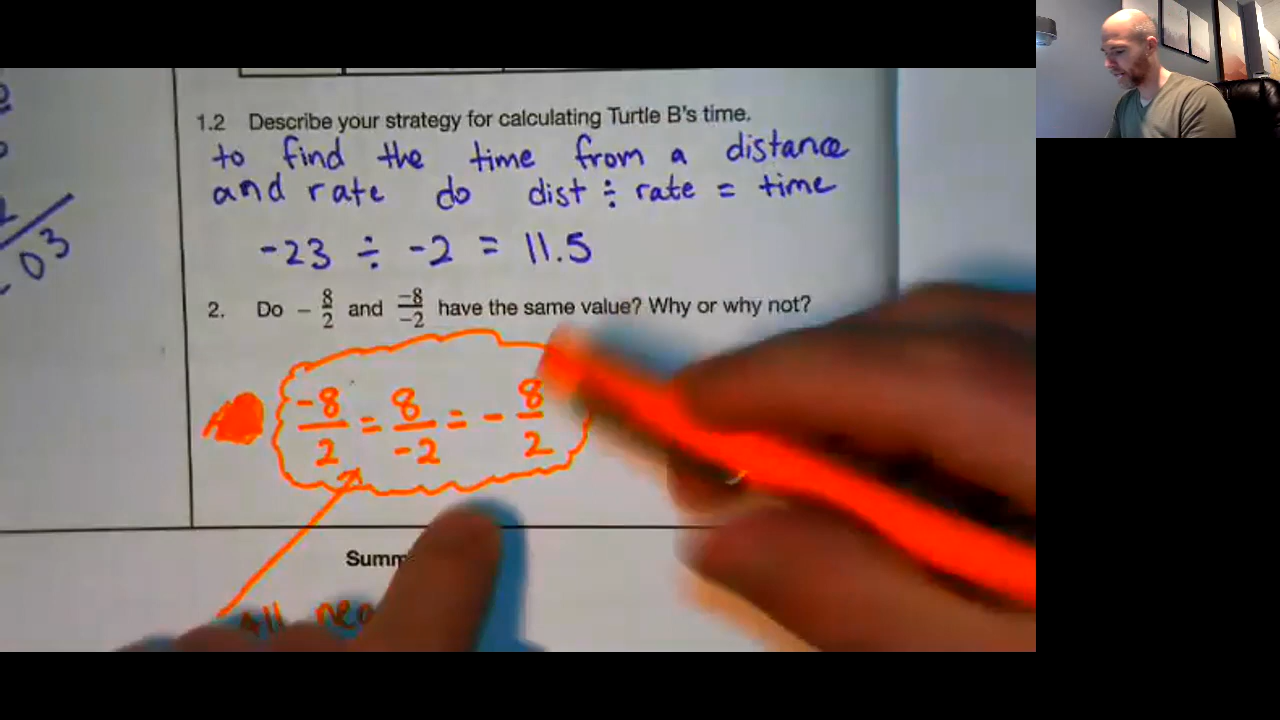 1.2 Describe your strategy for calculating Turtle B's time.
to find the time from a distance
and rate do dist ÷ rate = time
-23 ÷ -2 = 11.5
03
2. Do - 8/2 and -8/-2 have the same value? Why or why not?
-8/2 = 8/-2 = - 8/2